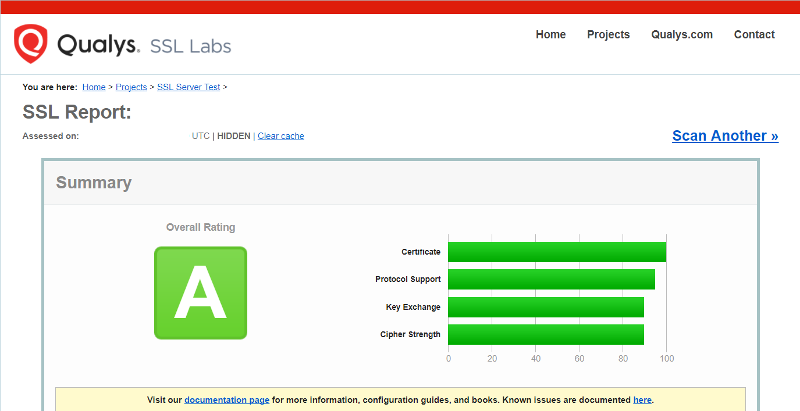 Qualys. SSL Labs
Home Projects Qualys.com Contact
You are here: Home > Projects > SSL Server Test >
SSL Report:
Assessed on: UTC | HIDDEN | Clear cache
Scan Another »
Summary
Overall Rating
A
Certificate
Protocol Support
Key Exchange
Cipher Strength
0 20 40 60 80 100
Visit our documentation page for more information, configuration guides, and books. Known issues are documented here.